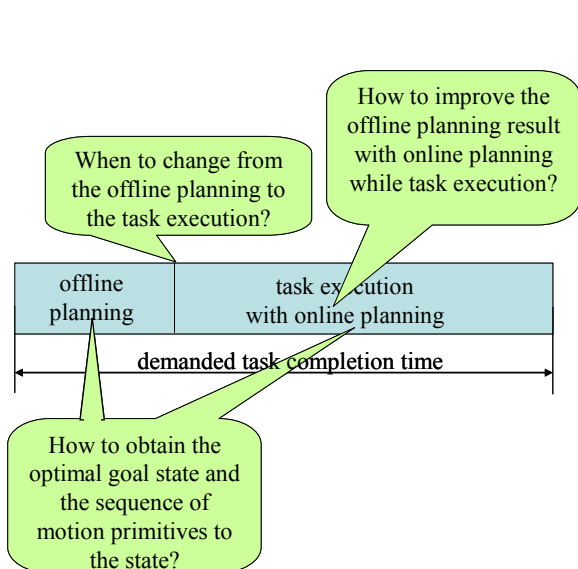 How to improve the
offline planning result
with online planning
while task execution?
When to change from
the offline planning to
the task execution?
offline
planning
task execution
with online planning
demanded task completion time
How to obtain the
optimal goal state and
the sequence of
motion primitives to
the state?